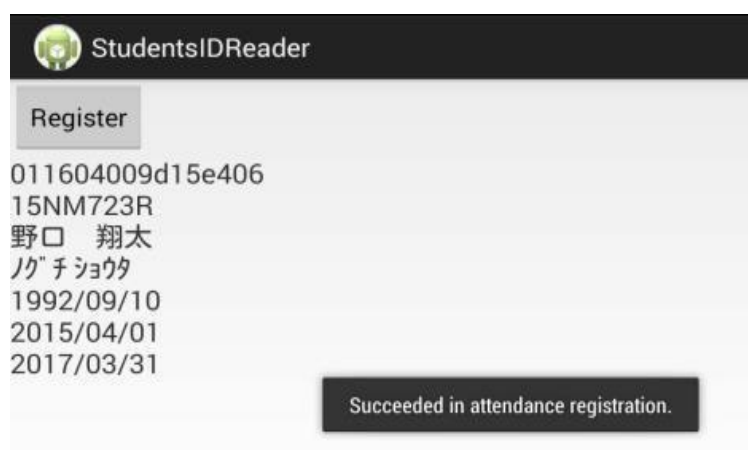 StudentsIDReader
Register
011604009d15e406
15NM723R
野口　翔太
ﾉｸﾞﾁ ｼｮｳﾀ
1992/09/10
2015/04/01
2017/03/31
Succeeded in attendance registration.